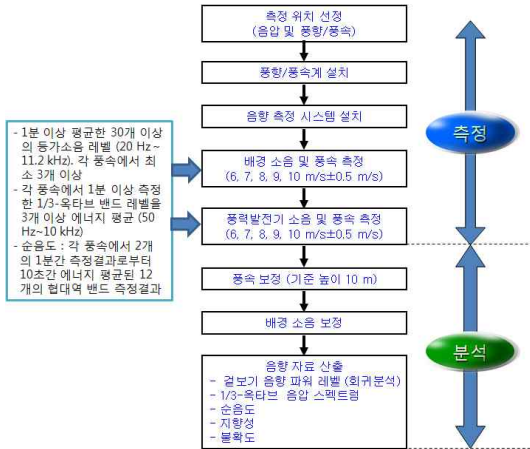 측정 위치 선정
(음압 및 풍향/풍속)
풍향/풍속계 설치
음향 측정 시스템 설치
- 1분 이상 평균한 30개 이상
의 등가소음 레벨 (20 Hz ~
11.2 kHz). 각 풍속에서 최
소 3개 이상
- 각 풍속에서 1분 이상 측정
한 1/3-옥타브 밴드 레벨을
3개 이상 에너지 평균 (50
Hz~10 kHz)
- 순음도 : 각 풍속에서 2개
의 1분간 측정결과로부터
10초간 에너지 평균된 12
개의 협대역 밴드 측정결과
배경 소음 및 풍속 측정
(6, 7, 8, 9, 10 m/s±0.5 m/s)
풍력발전기 소음 및 풍속 측정
(6, 7, 8, 9, 10 m/s±0.5 m/s)
측정
풍속 보정 (기준 높이 10 m)
배경 소음 보정
음향 자료 산출
- 겉보기 음향 파워 레벨 (회귀분석)
- 1/3-옥타브 음압 스펙트럼
- 순음도
- 지향성
- 불확도
분석